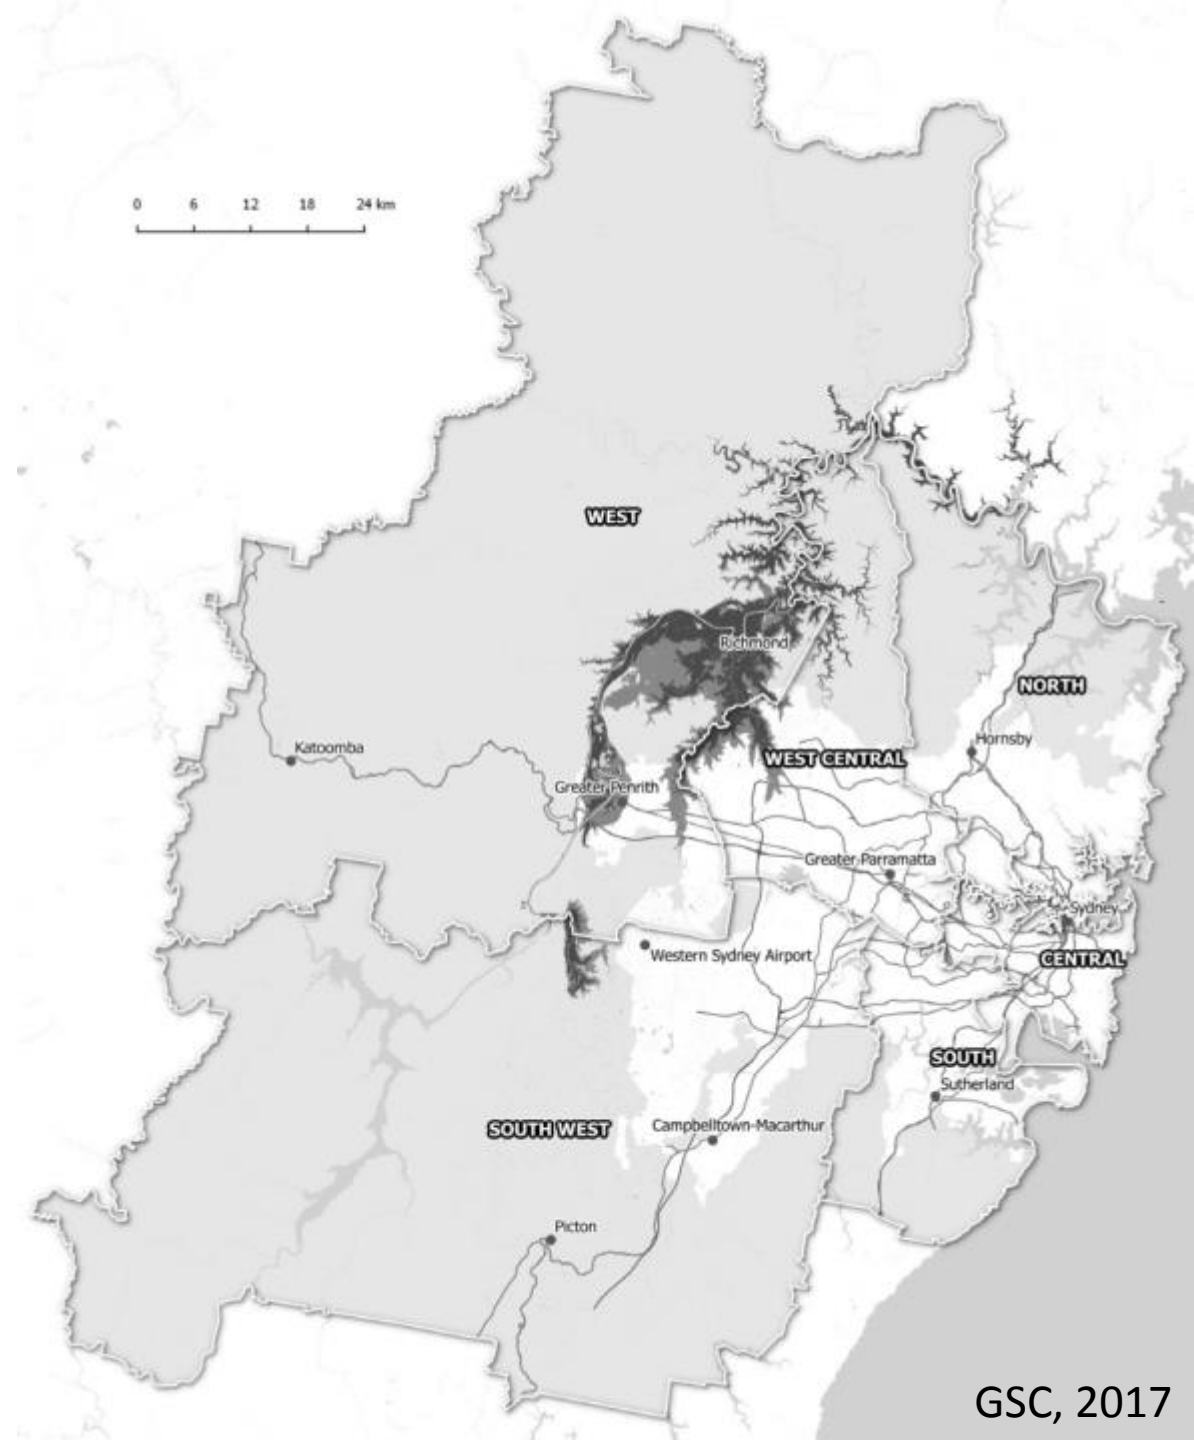 0 6 12 18 24 km
WEST
Richmond
NORTH
Hornsby
Katoomba
WEST CENTRAL
Greater Penrith
Greater Parramatta
Sydney
Western Sydney Airport
CENTRAL
SOUTH
Sutherland
SOUTH WEST
Campbelltown-Macarthur
Picton
GSC, 2017